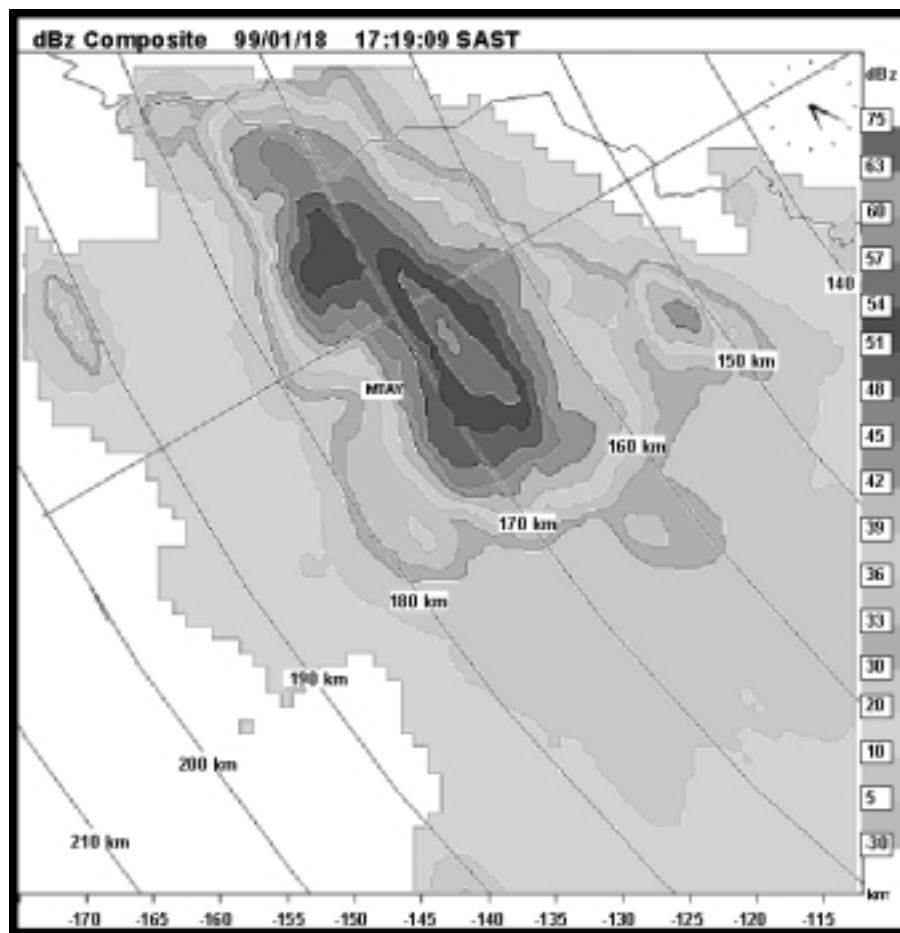 dBz Composite 99/01/18 17:19:09 SAST
dBz
75
63
60
57
54
51
48
45
42
39
36
33
30
20
10
5
-30
140
150 km
160 km
MTAY
170 km
180 km
190 km
200 km
210 km
km
-170 -165 -160 -155 -150 -145 -140 -135 -130 -125 -120 -115